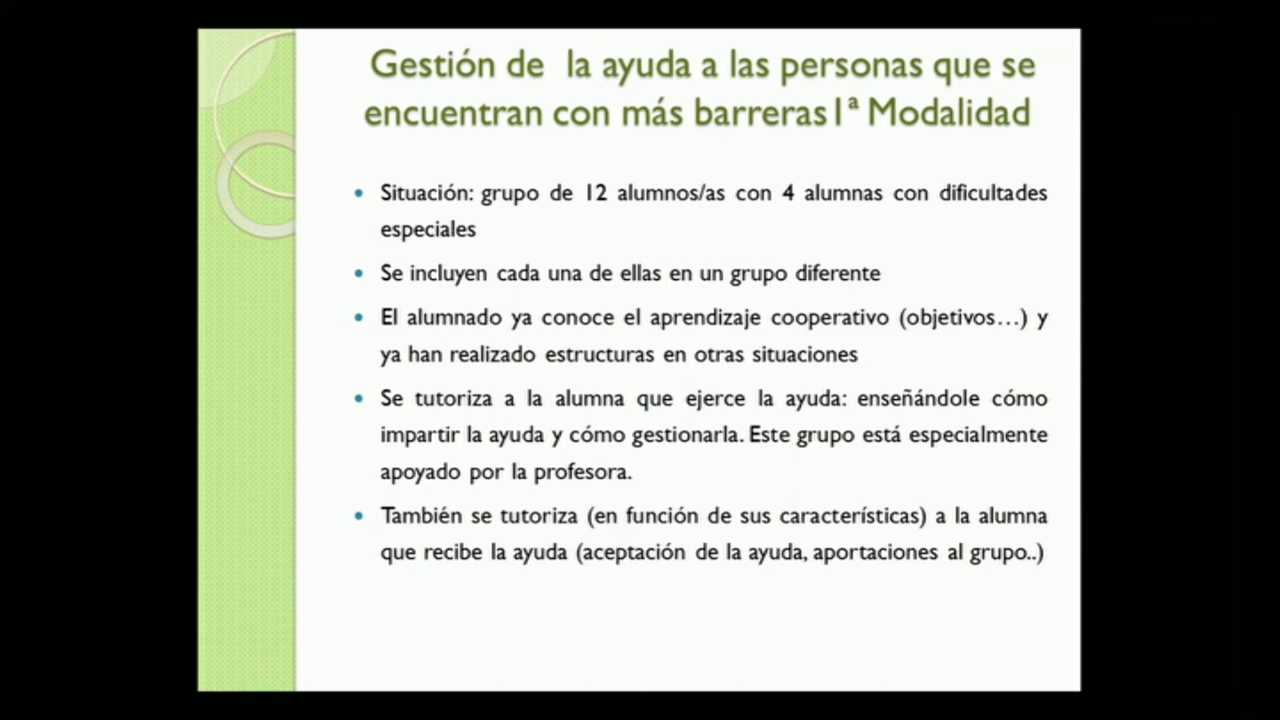 Gestión de la ayuda a las personas que se
encuentran con más barreras1ª Modalidad
• Situación: grupo de 12 alumnos/as con 4 alumnas con dificultades
especiales
• Se incluyen cada una de ellas en un grupo diferente
• El alumnado ya conoce el aprendizaje cooperativo (objetivos...) y
ya han realizado estructuras en otras situaciones
• Se tutoriza a la alumna que ejerce la ayuda: enseñándole cómo
impartir la ayuda y cómo gestionarla. Este grupo está especialmente
apoyado por la profesora.
• También se tutoriza (en función de sus características) a la alumna
que recibe la ayuda (aceptación de la ayuda, aportaciones al grupo..)